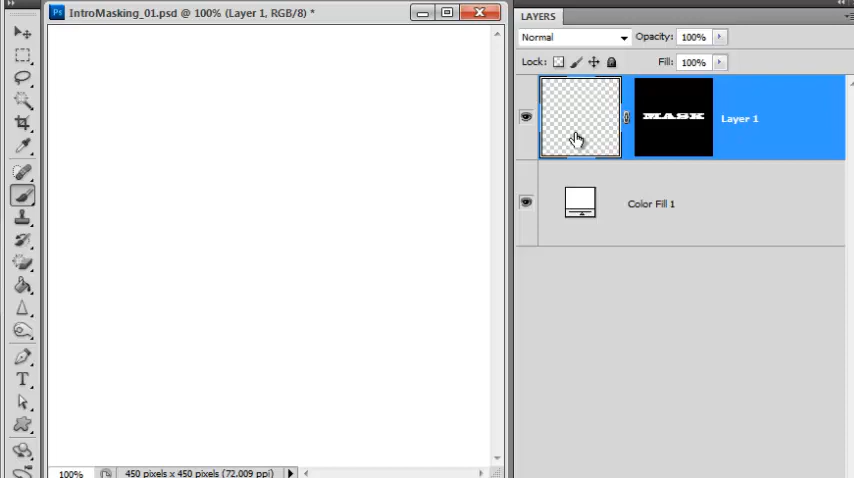 Ps IntroMasking_01.psd @ 100% (Layer 1, RGB/8) *
LAYERS
Normal Opacity: 100%
Lock: Fill: 100%
MASK Layer 1
Color Fill 1
T
100% 450 pixels x 450 pixels (72.009 ppi)